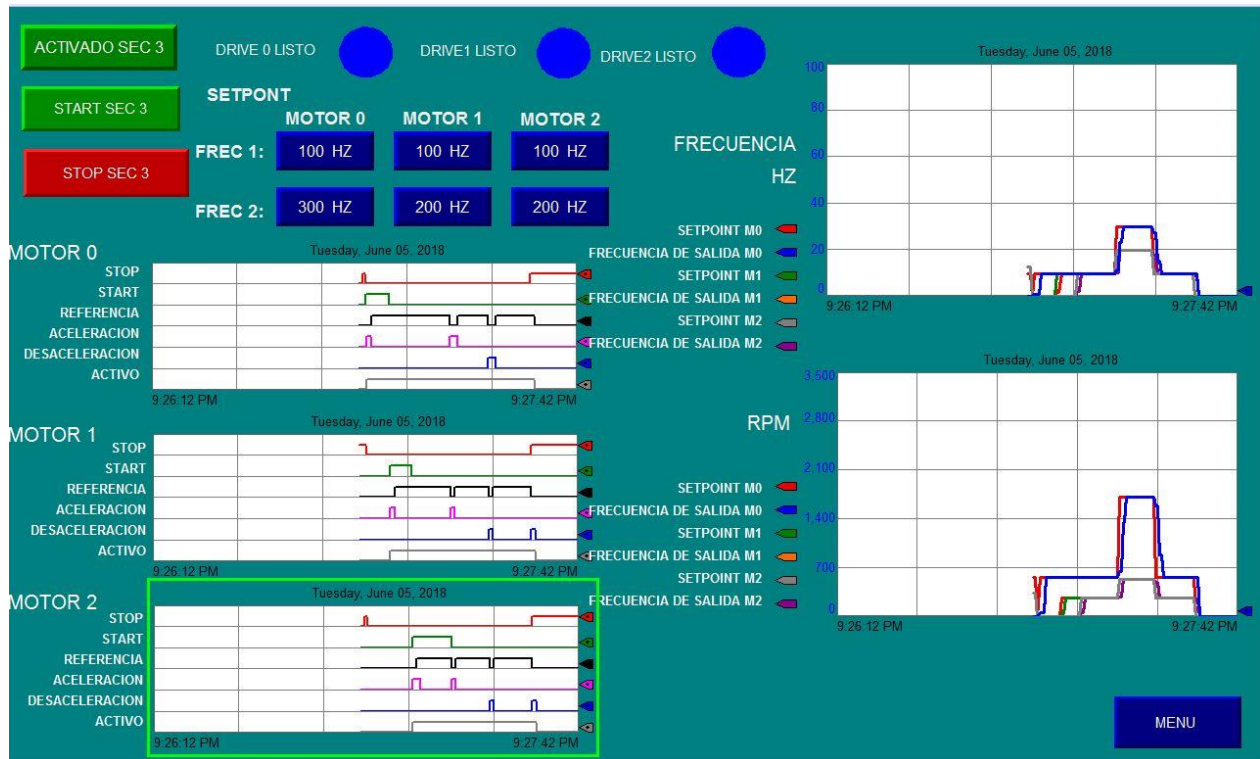 ACTIVADO SEC 3
DRIVE 0 LISTO
DRIVE1 LISTO
DRIVE2 LISTO
START SEC 3
STOP SEC 3
SETPONT
MOTOR 0 MOTOR 1 MOTOR 2
FREC 1: 100 HZ 100 HZ 100 HZ
FREC 2: 300 HZ 200 HZ 200 HZ
MOTOR 0
Tuesday, June 05, 2018
STOP
START
REFERENCIA
ACELERACION
DESACELERACION
ACTIVO
9:26:12 PM 9:27:42 PM
MOTOR 1
Tuesday, June 05, 2018
STOP
START
REFERENCIA
ACELERACION
DESACELERACION
ACTIVO
9:26:12 PM 9:27:42 PM
MOTOR 2
Tuesday, June 05, 2018
STOP
START
REFERENCIA
ACELERACION
DESACELERACION
ACTIVO
9:26:12 PM 9:27:42 PM
FRECUENCIA
HZ
SETPOINT M0
FRECUENCIA DE SALIDA M0
SETPOINT M1
FRECUENCIA DE SALIDA M1
SETPOINT M2
FRECUENCIA DE SALIDA M2
Tuesday, June 05, 2018
100
80
60
40
20
0
9:26:12 PM 9:27:42 PM
RPM
SETPOINT M0
FRECUENCIA DE SALIDA M0
SETPOINT M1
FRECUENCIA DE SALIDA M1
SETPOINT M2
FRECUENCIA DE SALIDA M2
Tuesday, June 05, 2018
3,500
2,800
2,100
1,400
700
0
9:26:12 PM 9:27:42 PM
MENU